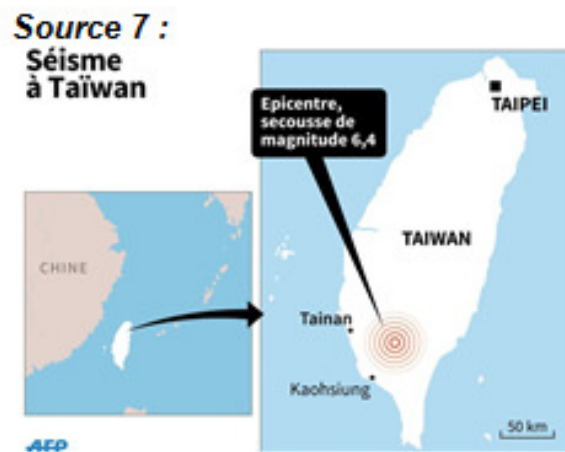 Source 7 :
Séisme
à Taïwan
Epicentre,
secousse de
magnitude 6,4
TAIPEI
CHINE
TAIWAN
Tainan
Kaohsiung
50 km
AFP